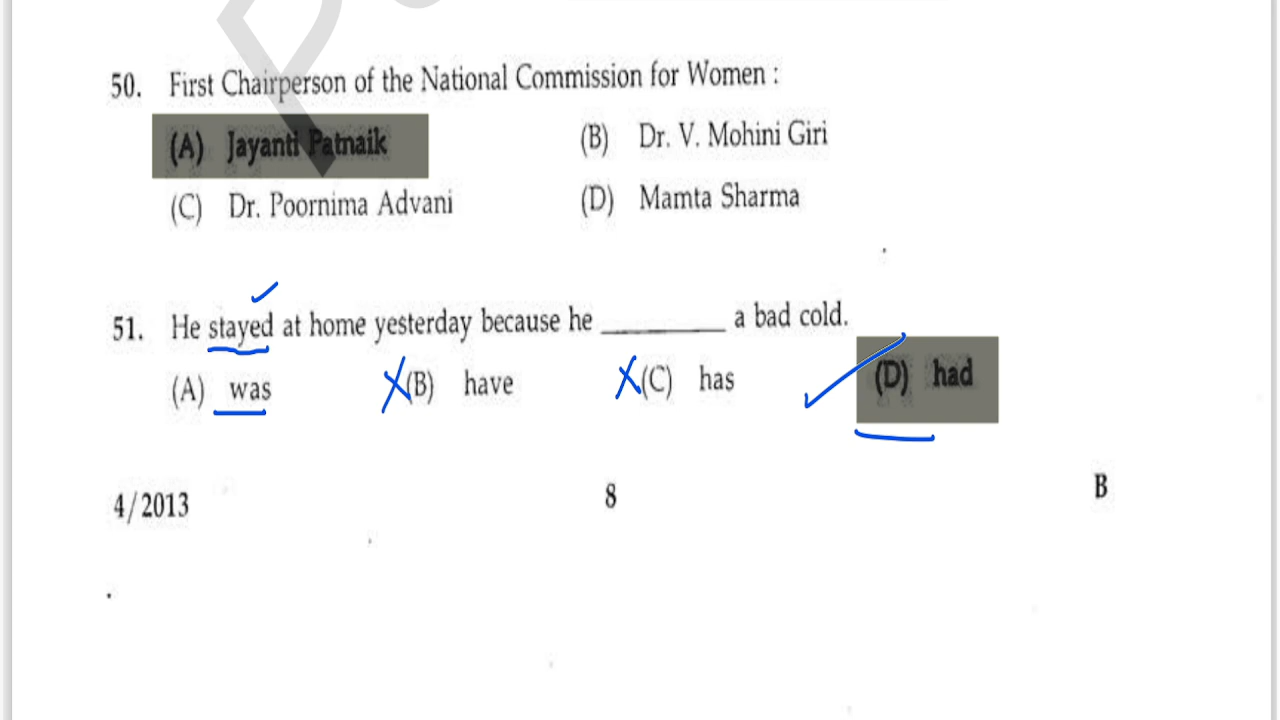 50. First Chairperson of the National Commission for Women :
(A) Jayanti Patnaik (B) Dr. V. Mohini Giri
(C) Dr. Poornima Advani (D) Mamta Sharma
51. He stayed at home yesterday because he ________ a bad cold.
(A) was (B) have (C) has (D) had
4/2013 8 B